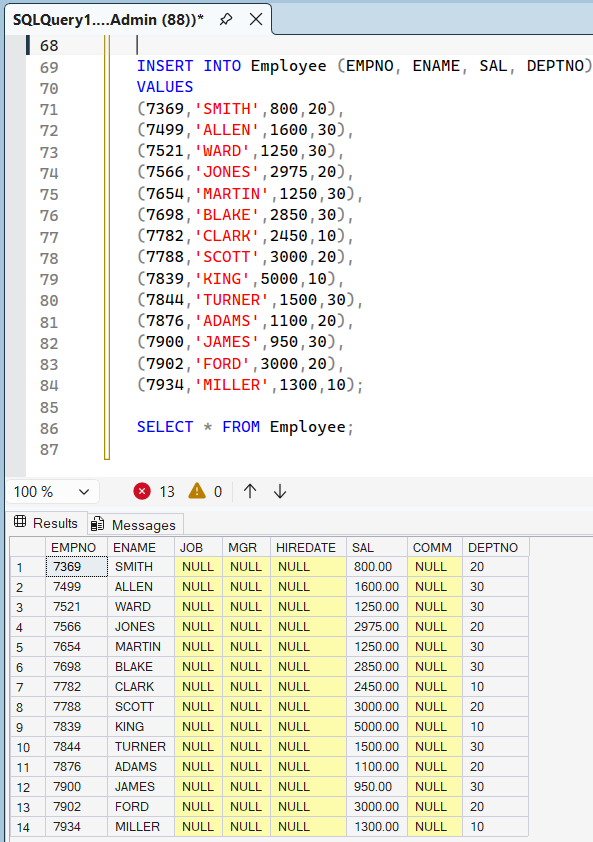 SQLQuery1....Admin (88))*
68
69 INSERT INTO Employee (EMPNO, ENAME, SAL, DEPTNO)
70 VALUES
71 (7369,'SMITH',800,20),
72 (7499,'ALLEN',1600,30),
73 (7521,'WARD',1250,30),
74 (7566,'JONES',2975,20),
75 (7654,'MARTIN',1250,30),
76 (7698,'BLAKE',2850,30),
77 (7782,'CLARK',2450,10),
78 (7788,'SCOTT',3000,20),
79 (7839,'KING',5000,10),
80 (7844,'TURNER',1500,30),
81 (7876,'ADAMS',1100,20),
82 (7900,'JAMES',950,30),
83 (7902,'FORD',3000,20),
84 (7934,'MILLER',1300,10);
85
86 SELECT * FROM Employee;
87
100 % 13 0
Results Messages
EMPNO ENAME JOB MGR HIREDATE SAL COMM DEPTNO
1 7369 SMITH NULL NULL NULL 800.00 NULL 20
2 7499 ALLEN NULL NULL NULL 1600.00 NULL 30
3 7521 WARD NULL NULL NULL 1250.00 NULL 30
4 7566 JONES NULL NULL NULL 2975.00 NULL 20
5 7654 MARTIN NULL NULL NULL 1250.00 NULL 30
6 7698 BLAKE NULL NULL NULL 2850.00 NULL 30
7 7782 CLARK NULL NULL NULL 2450.00 NULL 10
8 7788 SCOTT NULL NULL NULL 3000.00 NULL 20
9 7839 KING NULL NULL NULL 5000.00 NULL 10
10 7844 TURNER NULL NULL NULL 1500.00 NULL 30
11 7876 ADAMS NULL NULL NULL 1100.00 NULL 20
12 7900 JAMES NULL NULL NULL 950.00 NULL 30
13 7902 FORD NULL NULL NULL 3000.00 NULL 20
14 7934 MILLER NULL NULL NULL 1300.00 NULL 10